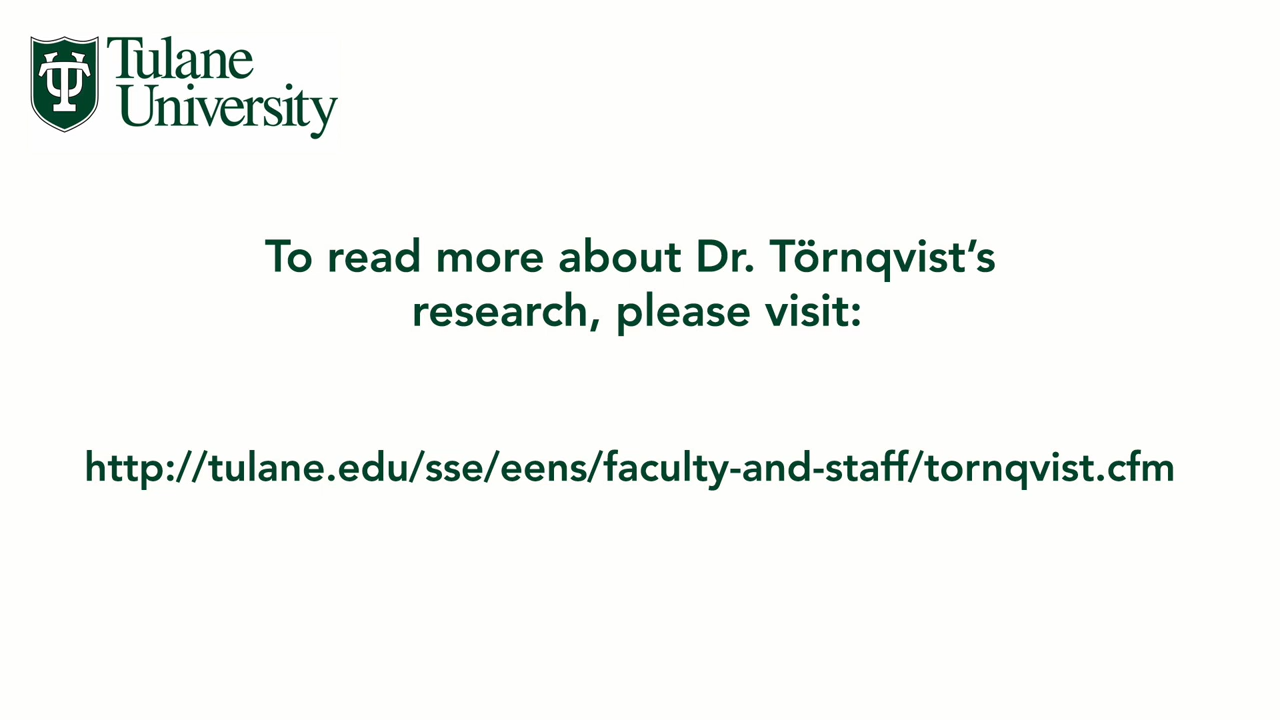 Tulane
University
To read more about Dr. Törnqvist’s
research, please visit:
http://tulane.edu/sse/eens/faculty-and-staff/tornqvist.cfm